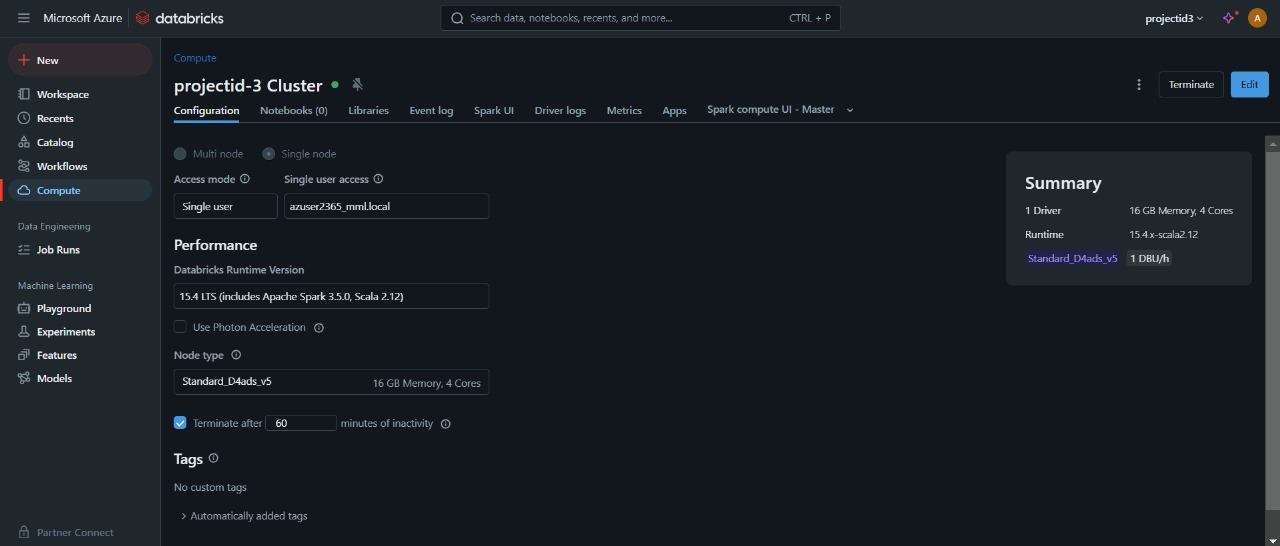 Microsoft Azure databricks Search data, notebooks, recents, and more... CTRL + P projectid3 A
New
Workspace
Recents
Catalog
Workflows
Compute
Data Engineering
Job Runs
Machine Learning
Playground
Experiments
Features
Models
Partner Connect
Compute
projectid-3 Cluster Terminate Edit
Configuration Notebooks (0) Libraries Event log Spark UI Driver logs Metrics Apps Spark compute UI - Master
Multi node Single node
Access mode Single user access
Single user azuser2365_mml.local
Performance
Databricks Runtime Version
15.4 LTS (includes Apache Spark 3.5.0, Scala 2.12)
Use Photon Acceleration
Node type
Standard_D4ads_v5 16 GB Memory, 4 Cores
Terminate after 60 minutes of inactivity
Tags
No custom tags
Automatically added tags
Summary
1 Driver 16 GB Memory, 4 Cores
Runtime 15.4.x-scala2.12
Standard_D4ads_v5 1 DBU/h